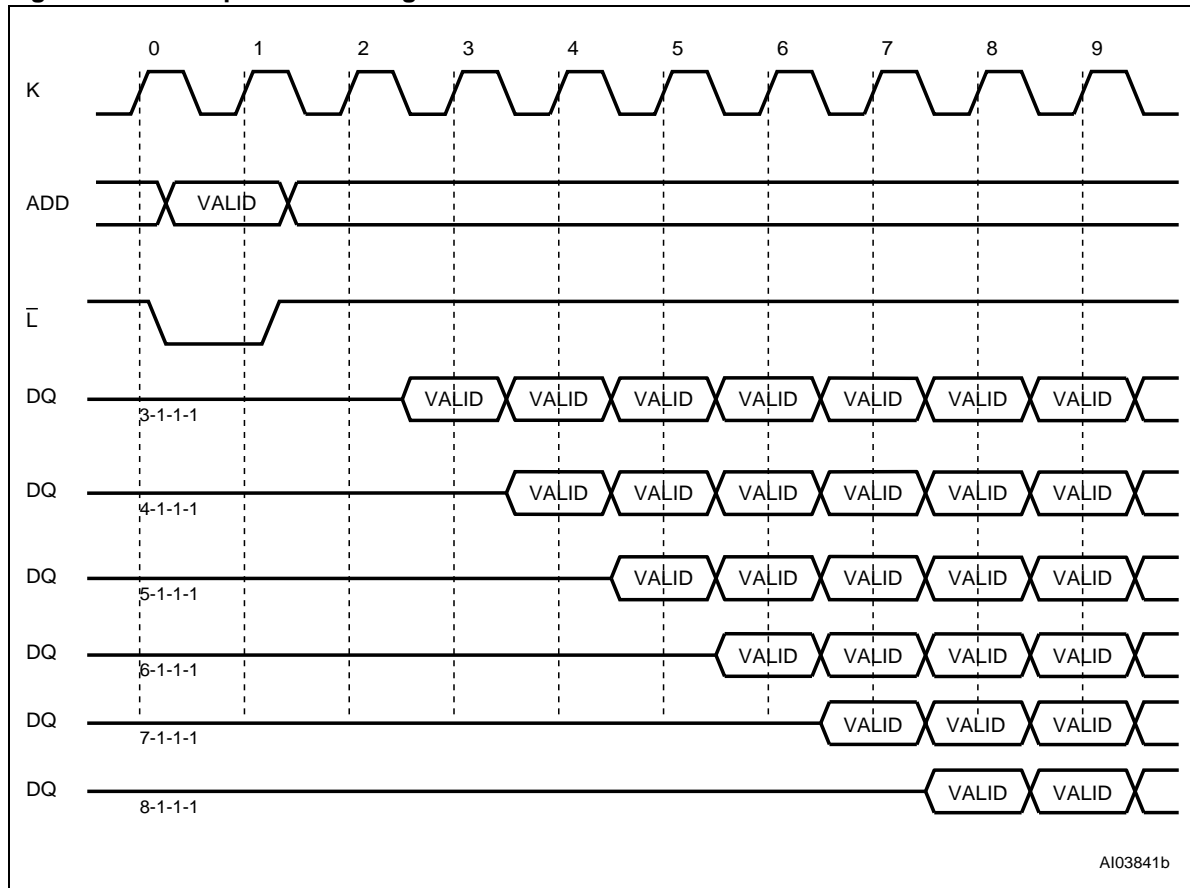 0 1 2 3 4 5 6 7 8 9
K
ADD VALID
L̅
DQ VALID VALID VALID VALID VALID VALID VALID
3-1-1-1
DQ VALID VALID VALID VALID VALID VALID
4-1-1-1
DQ VALID VALID VALID VALID VALID
5-1-1-1
DQ VALID VALID VALID VALID
6-1-1-1
DQ VALID VALID VALID
7-1-1-1
DQ VALID VALID
8-1-1-1
AI03841b